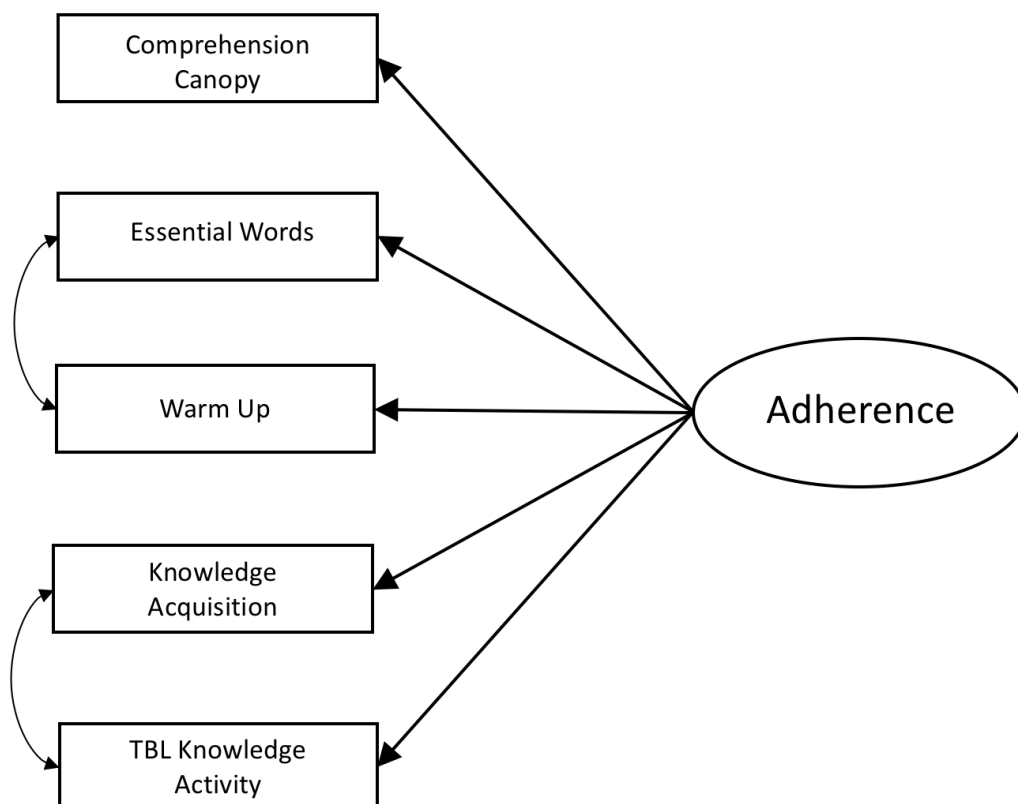 Comprehension
Canopy
Essential Words
Warm Up
Adherence
Knowledge
Acquisition
TBL Knowledge
Activity